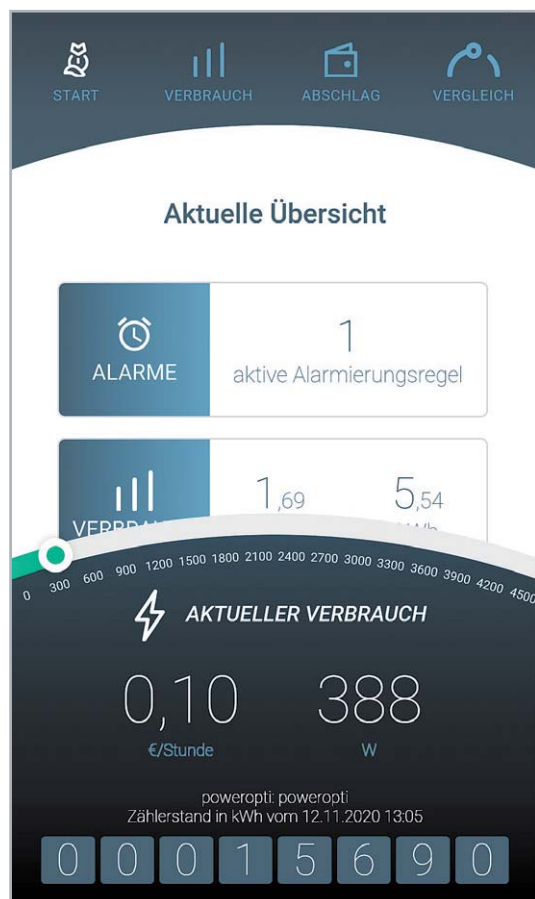 START VERBRAUCH ABSCHLAG VERGLEICH
Aktuelle Übersicht
ALARME
1
aktive Alarmierungsregel
1,69 5,54
0 300 600 900 1200 1500 1800 2100 2400 2700 3000 3300 3600 3900 4200 4500
AKTUELLER VERBRAUCH
0,10 388
€/Stunde W
poweropti: poweropti
Zählerstand in kWh vom 12.11.2020 13:05
0 0 0 1 5 6 9 0